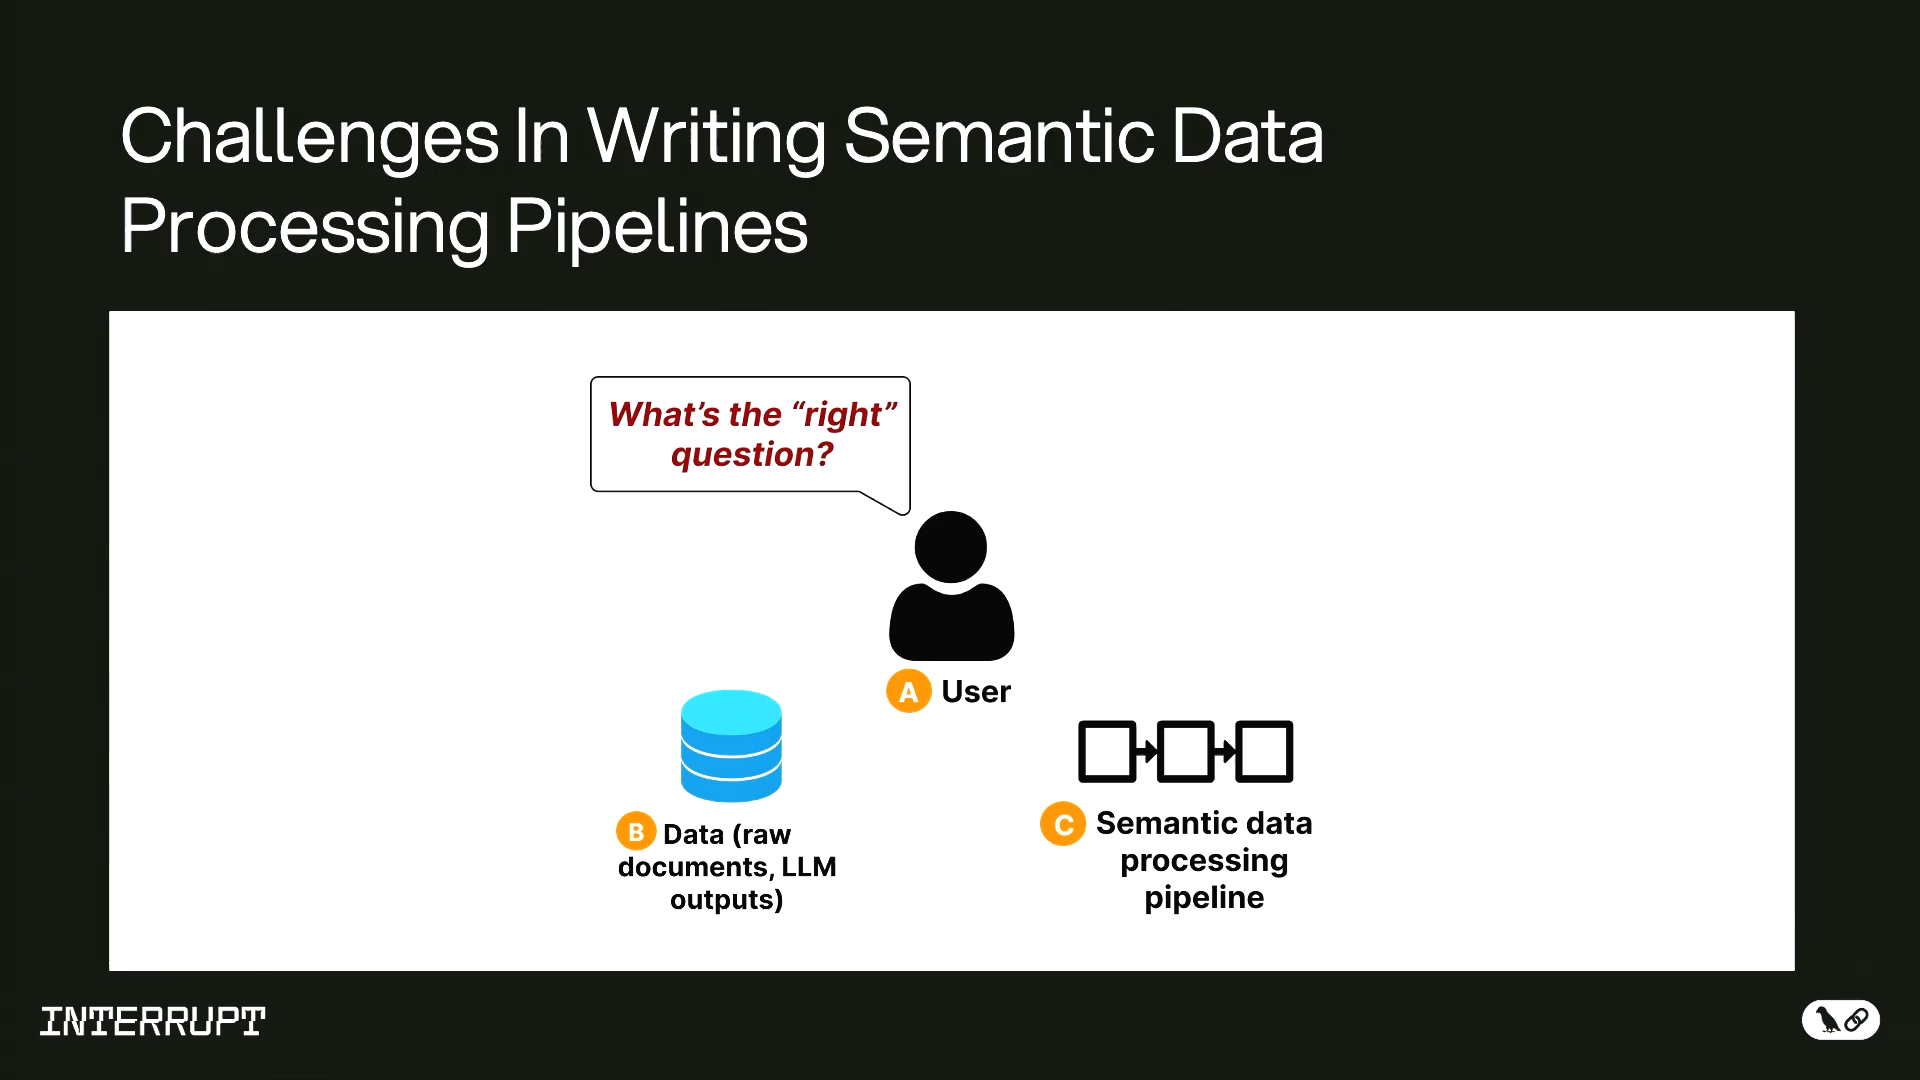 Challenges In Writing Semantic Data
Processing Pipelines
What's the “right”
question?
A User
B Data (raw
documents, LLM
outputs)
C Semantic data
processing
pipeline
INTERRUPT